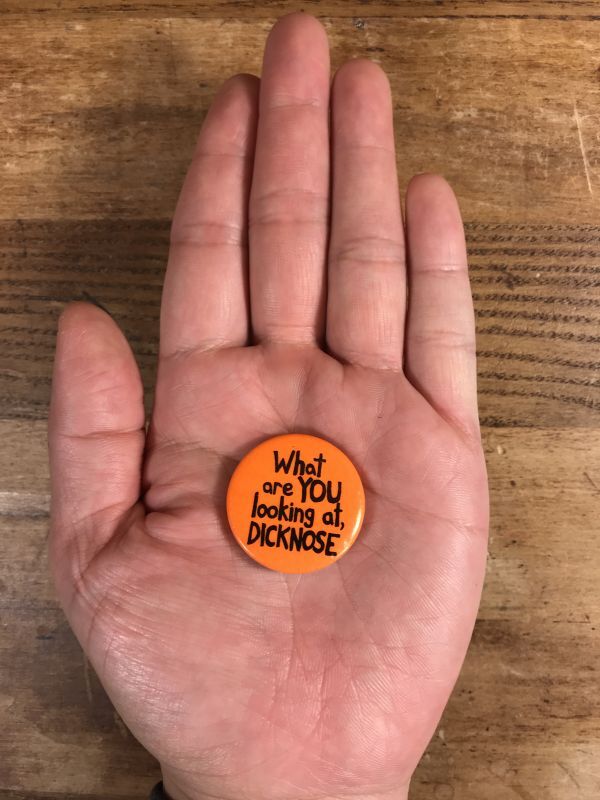 What
are YOU
looking at,
DICKNOSE